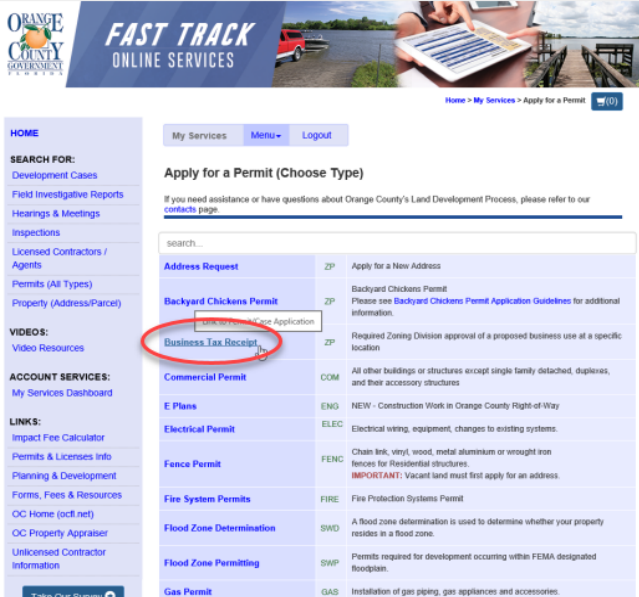 ORANGE
COUNTY
GOVERNMENT
FLORIDA
FAST TRACK
ONLINE SERVICES
Home > My Services > Apply for a Permit (0)
HOME
SEARCH FOR:
Development Cases
Field Investigative Reports
Hearings & Meetings
Inspections
Licensed Contractors /
Agents
Permits (All Types)
Property (Address/Parcel)
VIDEOS:
Video Resources
ACCOUNT SERVICES:
My Services Dashboard
LINKS:
Impact Fee Calculator
Permits & Licenses Info
Planning & Development
Forms, Fees & Resources
OC Home (ocfl.net)
OC Property Appraiser
Unlicensed Contractor
Information
Take Our Survey
My Services Menu Logout
Apply for a Permit (Choose Type)
If you need assistance or have questions about Orange County's Land Development Process, please refer to our
contacts page.
search...
Address Request ZP Apply for a New Address
Backyard Chickens Permit ZP Backyard Chickens Permit
Please see Backyard Chickens Permit Application Guidelines for additional
information.
Link to Permit/Case Application
Business Tax Receipt ZP Required Zoning Division approval of a proposed business use at a specific
location
Commercial Permit COM All other buildings or structures except single family detached, duplexes,
and their accessory structures
E Plans ENG NEW - Construction Work in Orange County Right-of-Way
Electrical Permit ELEC Electrical wiring, equipment, changes to existing systems.
Fence Permit FENC Chain link, vinyl, wood, metal aluminium or wrought iron
fences for Residential structures.
IMPORTANT: Vacant land must first apply for an address.
Fire System Permits FIRE Fire Protection Systems Permit
Flood Zone Determination SWD A flood zone determination is used to determine whether your property
resides in a flood zone.
Flood Zone Permitting SWP Permits required for development occurring within FEMA designated
floodplain.
Gas Permit GAS Installation of gas piping, gas appliances and accessories.